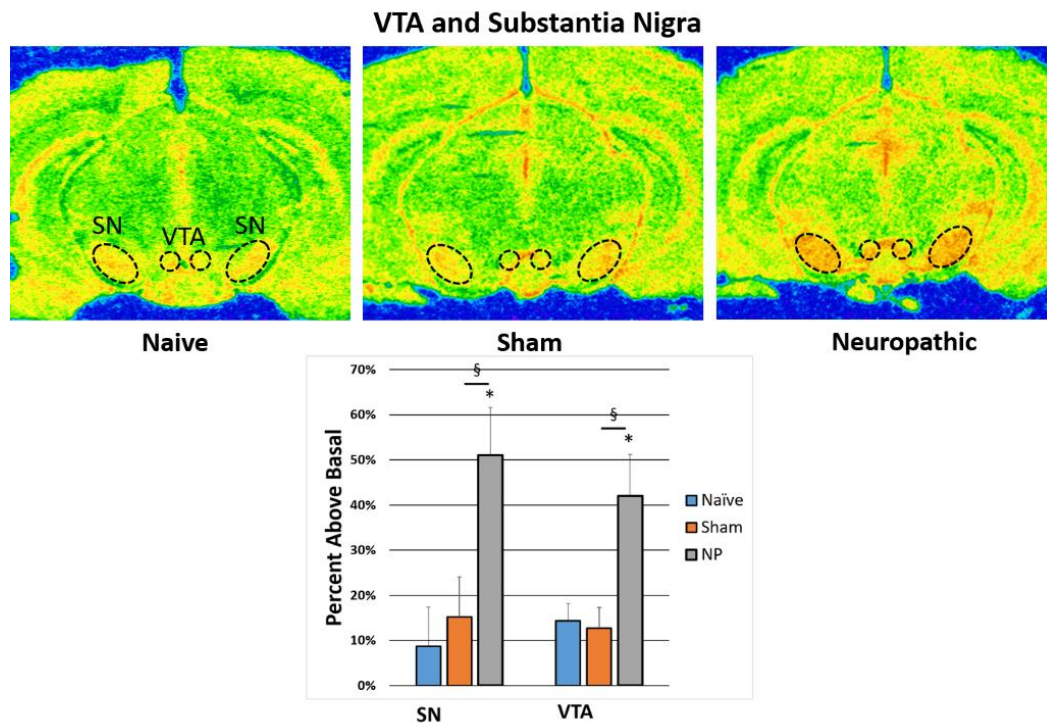 VTA and Substantia Nigra
SN VTA SN
Naive Sham Neuropathic
70%
60%
50%
40%
30%
20%
10%
0%
Percent Above Basal
§
*
§
*
Naïve
Sham
NP
SN VTA